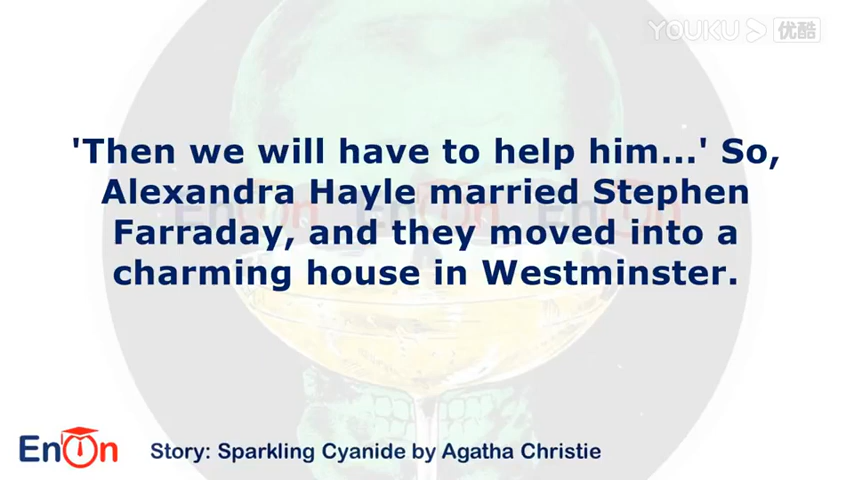 YOUKU 优酷
'Then we will have to help him...' So,
Alexandra Hayle married Stephen
Farraday, and they moved into a
charming house in Westminster.
EnOn
Story: Sparkling Cyanide by Agatha Christie